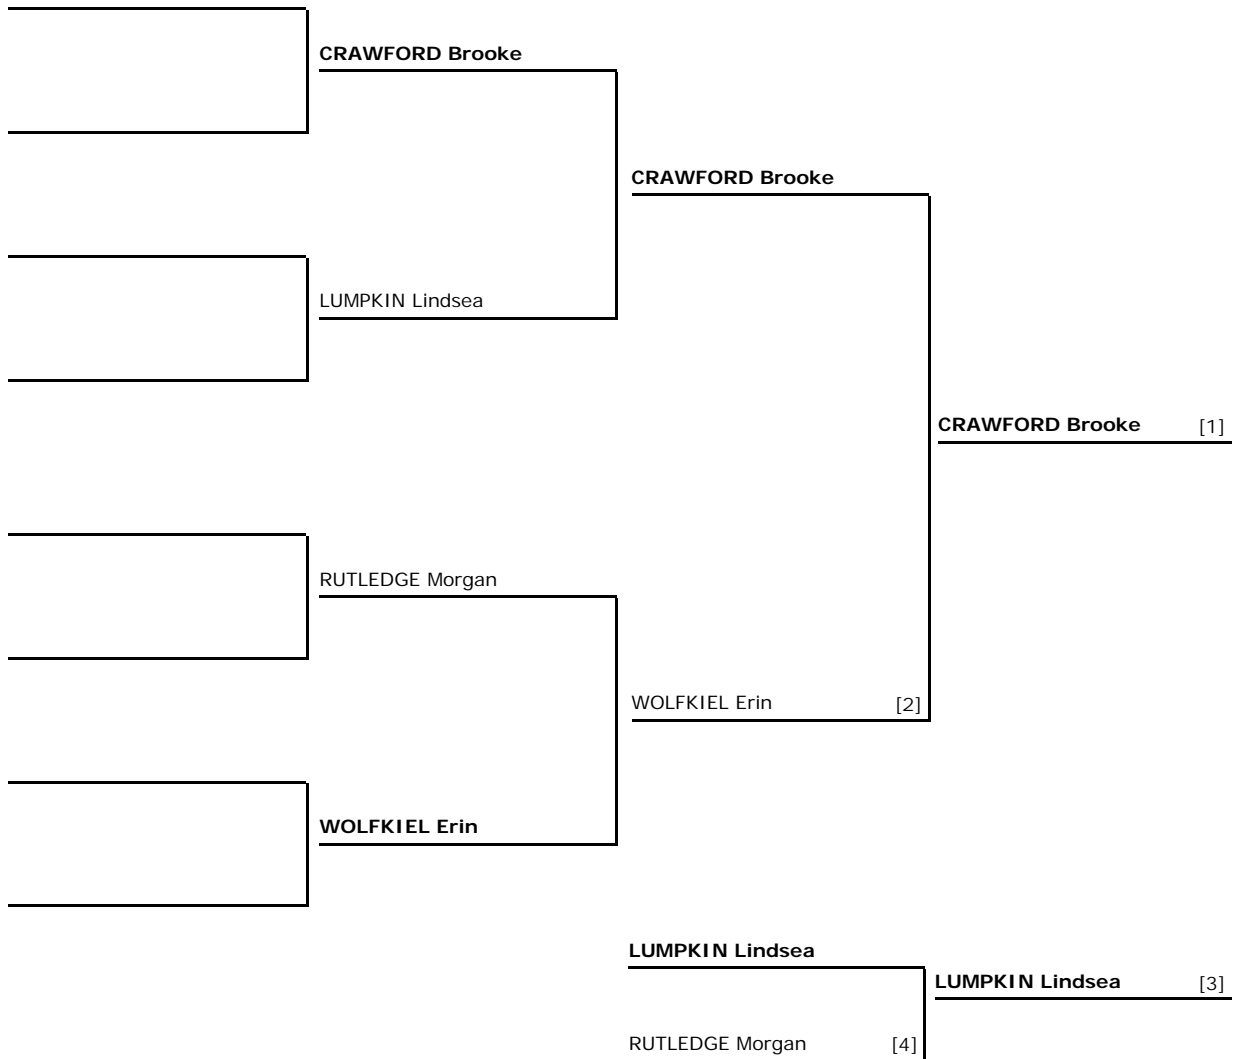 CRAWFORD Brooke
CRAWFORD Brooke
LUMPKIN Lindsea
CRAWFORD Brooke [1]
RUTLEDGE Morgan
WOLFKIEL Erin [2]
WOLFKIEL Erin
LUMPKIN Lindsea
LUMPKIN Lindsea [3]
RUTLEDGE Morgan [4]